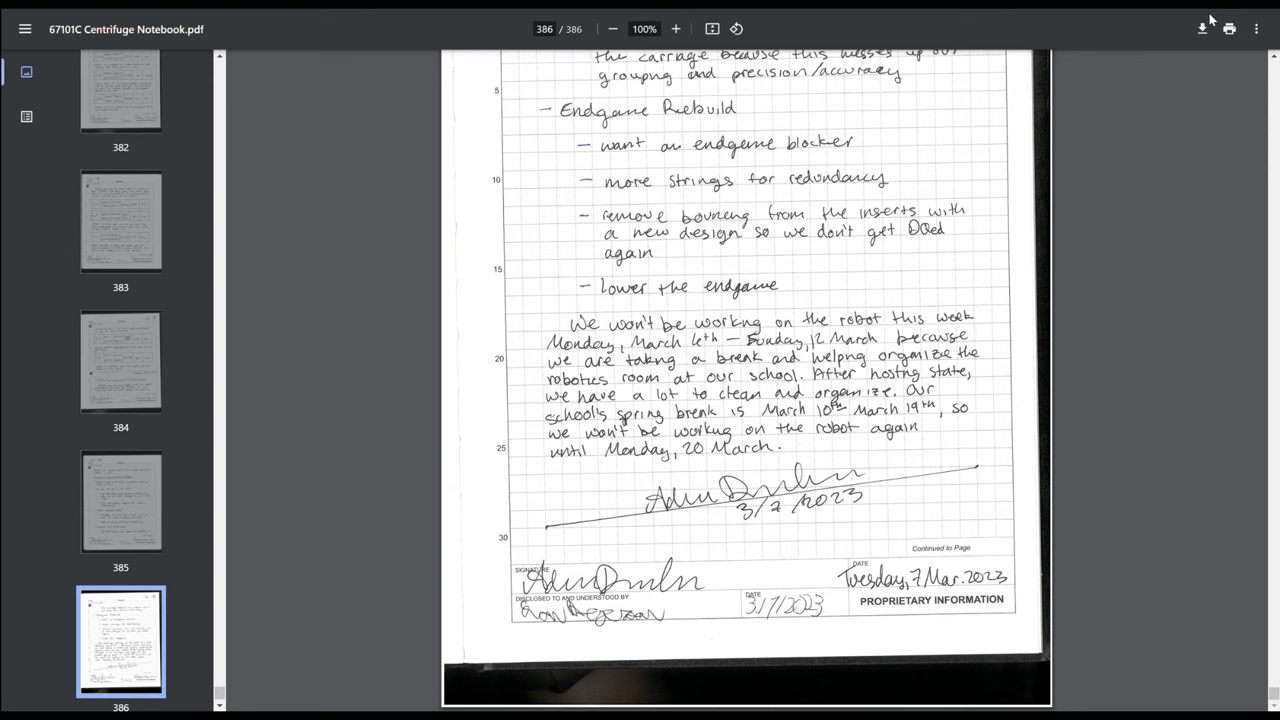 67101C Centrifuge Notebook.pdf
386 / 386
100%
382
383
384
385
386
the carriage because this messes up our
groupng and precision/accuracy
5
- Endgame Rebuild
- want an endgame blocker
10
- more strings for redundancy
- remove bouncing from the inserts with
a new design so we don't get DQed
again
15
- lower the endgame
We won't be working on the robot this week
Monday, March 6th - Sunday, 12 March because
20
we are taking a break and helping organize the
robotics room at our school. After hosting state,
we have a lot to clean and organize. Our
school's spring break is March 10th March 19th, so
we won't be working on the robot again
25
until Monday, 20 March.
3/7/2023
30
Continued to Page
SIGNATURE
DATE
Tuesday, 7 Mar. 2023
DISCLOSED TO AND UNDERSTOOD BY
DATE
3/7/2023
PROPRIETARY INFORMATION